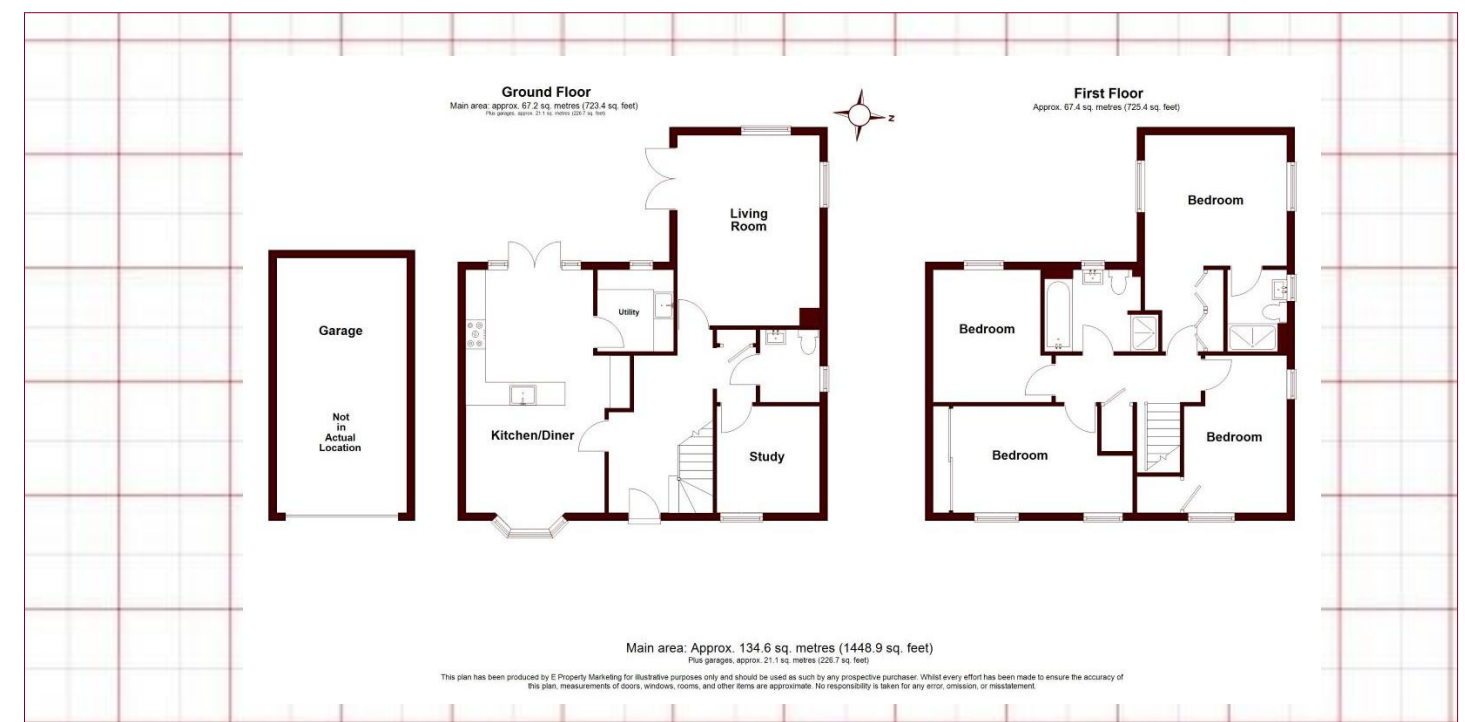 Ground Floor
Main area: approx. 67.2 sq. metres (723.4 sq. feet)
Plus garages, approx. 21.1 sq. metres (226.7 sq. feet)
First Floor
Approx. 67.4 sq. metres (725.4 sq. feet)
Z
Living
Room
Bedroom
Garage
Utility
Bedroom
Not
in
Actual
Location
Kitchen/Diner
Study
Bedroom
Bedroom
Main area: Approx. 134.6 sq. metres (1448.9 sq. feet)
Plus garages, approx. 21.1 sq. metres (226.7 sq. feet)
This plan has been produced by E Property Marketing for illustrative purposes only and should be used as such by any prospective purchaser. Whilst every effort has been made to ensure the accuracy of
this plan, measurements of doors, windows, rooms, and other items are approximate. No responsibility is taken for any error, omission, or misstatement.